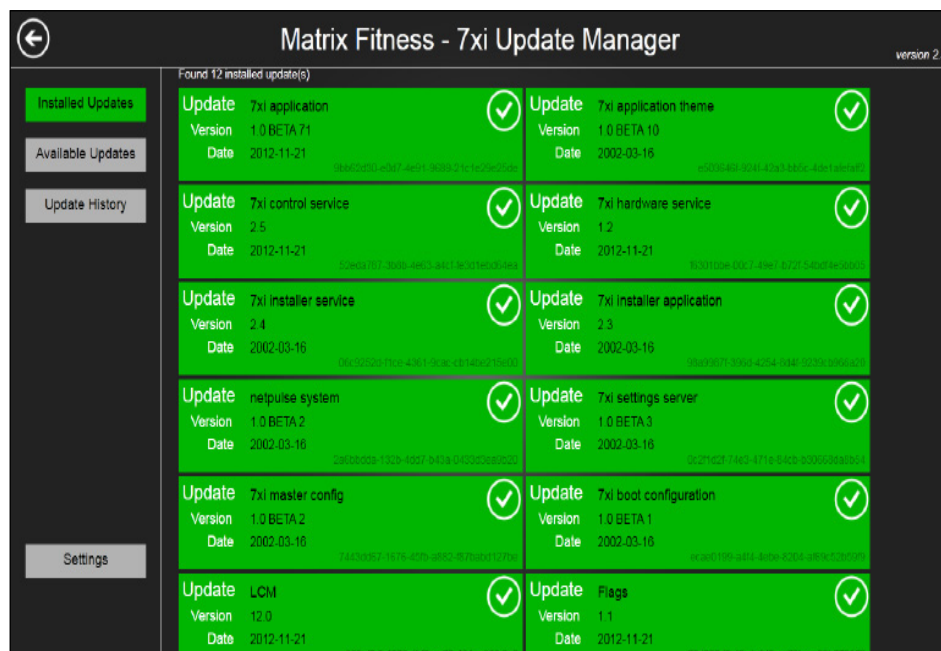 Matrix Fitness - 7xi Update Manager
version 2.
Found 12 installed update(s)
Installed Updates
Available Updates
Update History
Settings
Update 7xi application
Version 1.0 BETA 71
Date 2012-11-21
Update 7xi application theme
Version 1.0 BETA 10
Date 2002-03-16
Update 7xi control service
Version 2.5
Date 2012-11-21
Update 7xi hardware service
Version 1.2
Date 2012-11-21
Update 7xi installer service
Version 2.4
Date 2002-03-16
Update 7xi installer application
Version 2.3
Date 2002-03-16
Update netpulse system
Version 1.0 BETA 2
Date 2002-03-16
Update 7xi settings server
Version 1.0 BETA 3
Date 2002-03-16
Update 7xi master config
Version 1.0 BETA 2
Date 2002-03-16
Update 7xi boot configuration
Version 1.0 BETA 1
Date 2002-03-16
Update LCM
Version 12.0
Date 2012-11-21
Update Flags
Version 1.1
Date 2012-11-21